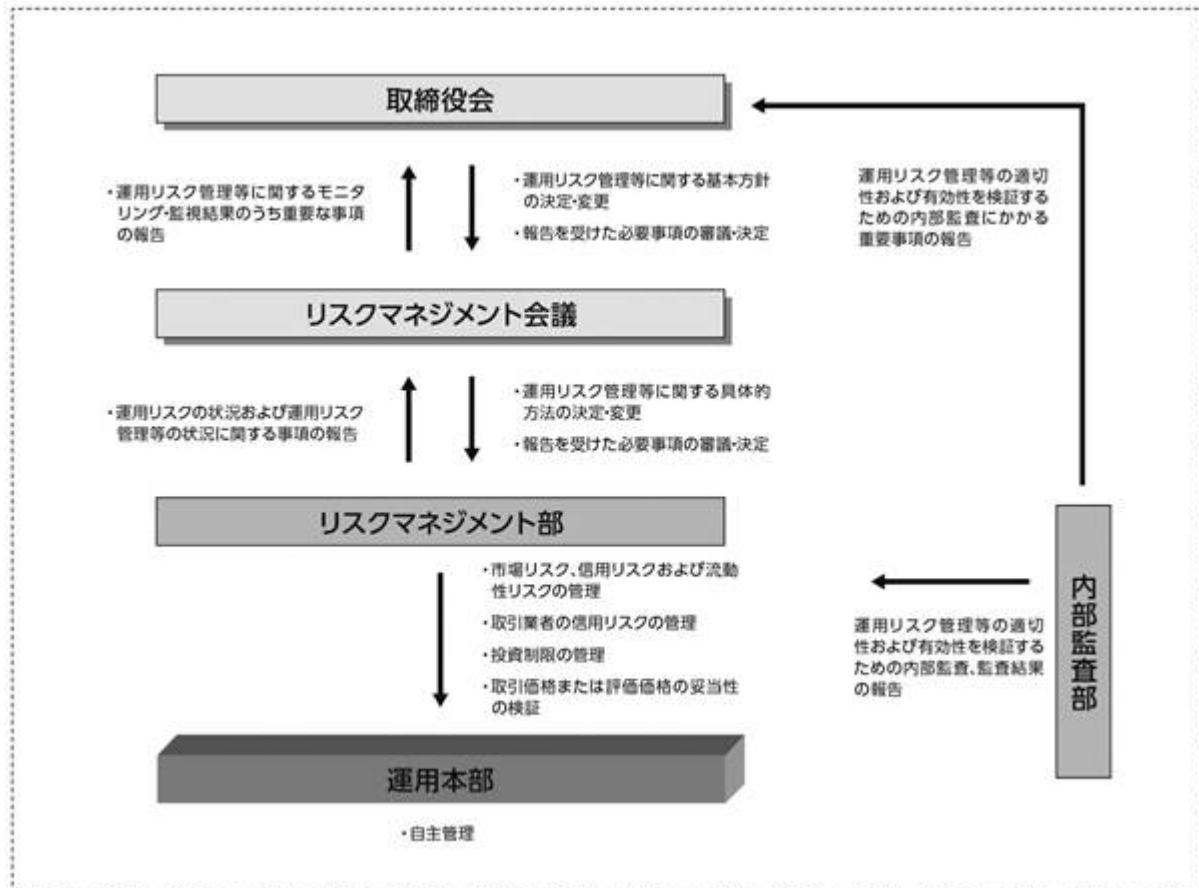 取締役会
・運用リスク管理等に関するモニタ
リング・監視結果のうち重要な事項
の報告
・運用リスク管理等に関する基本方針
の決定・変更
・報告を受けた必要事項の審議・決定
運用リスク管理等の適切
性および有効性を検証する
ための内部監査にかかる
重要事項の報告
リスクマネジメント会議
・運用リスクの状況および運用リスク
管理等の状況に関する事項の報告
・運用リスク管理等に関する具体的
方法の決定・変更
・報告を受けた必要事項の審議・決定
リスクマネジメント部
・市場リスク、信用リスクおよび流動
性リスクの管理
・取引業者の信用リスクの管理
・投資制限の管理
・取引価格または評価価格の妥当性
の検証
運用リスク管理等の適切
性および有効性を検証する
ための内部監査、監査結果
の報告
内部監査部
運用本部
・自主管理